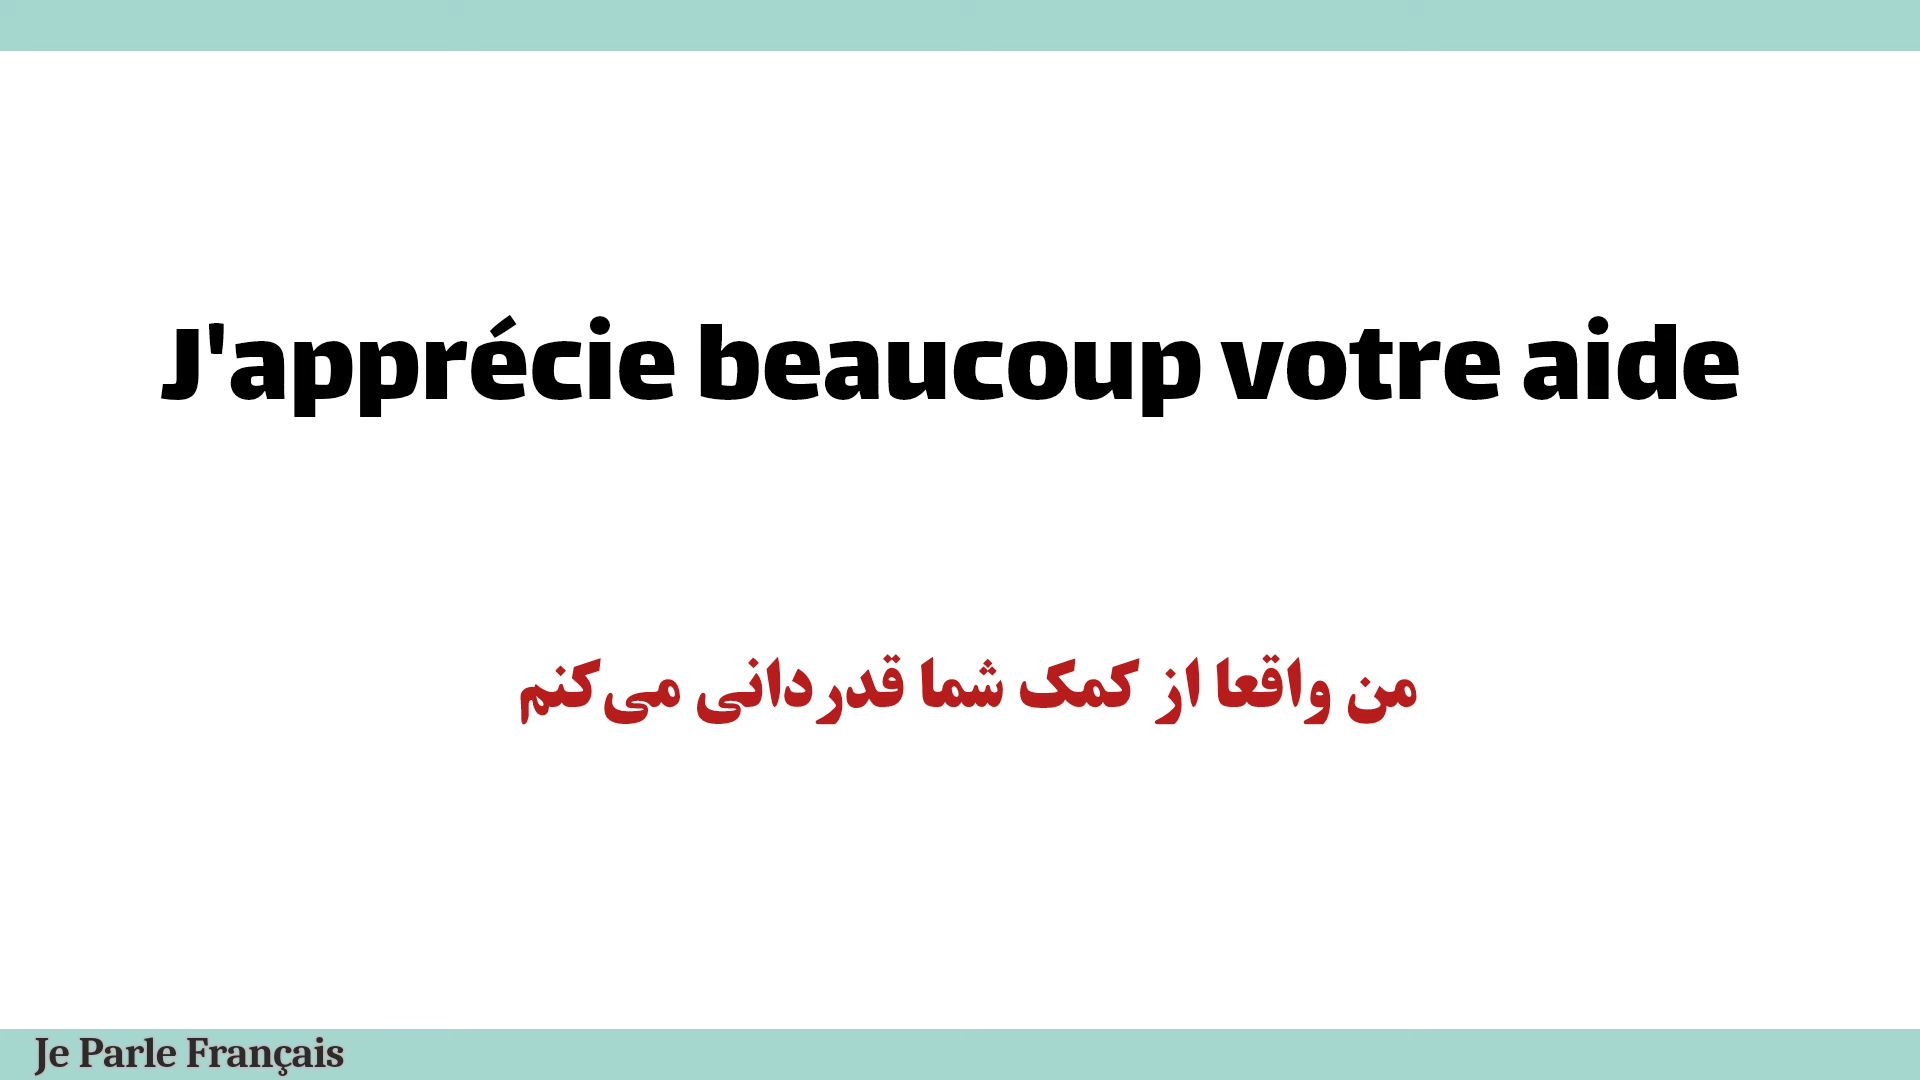 J'apprécie beaucoup votre aide
من واقعا از کمک شما قدردانی می‌کنم
Je Parle Français